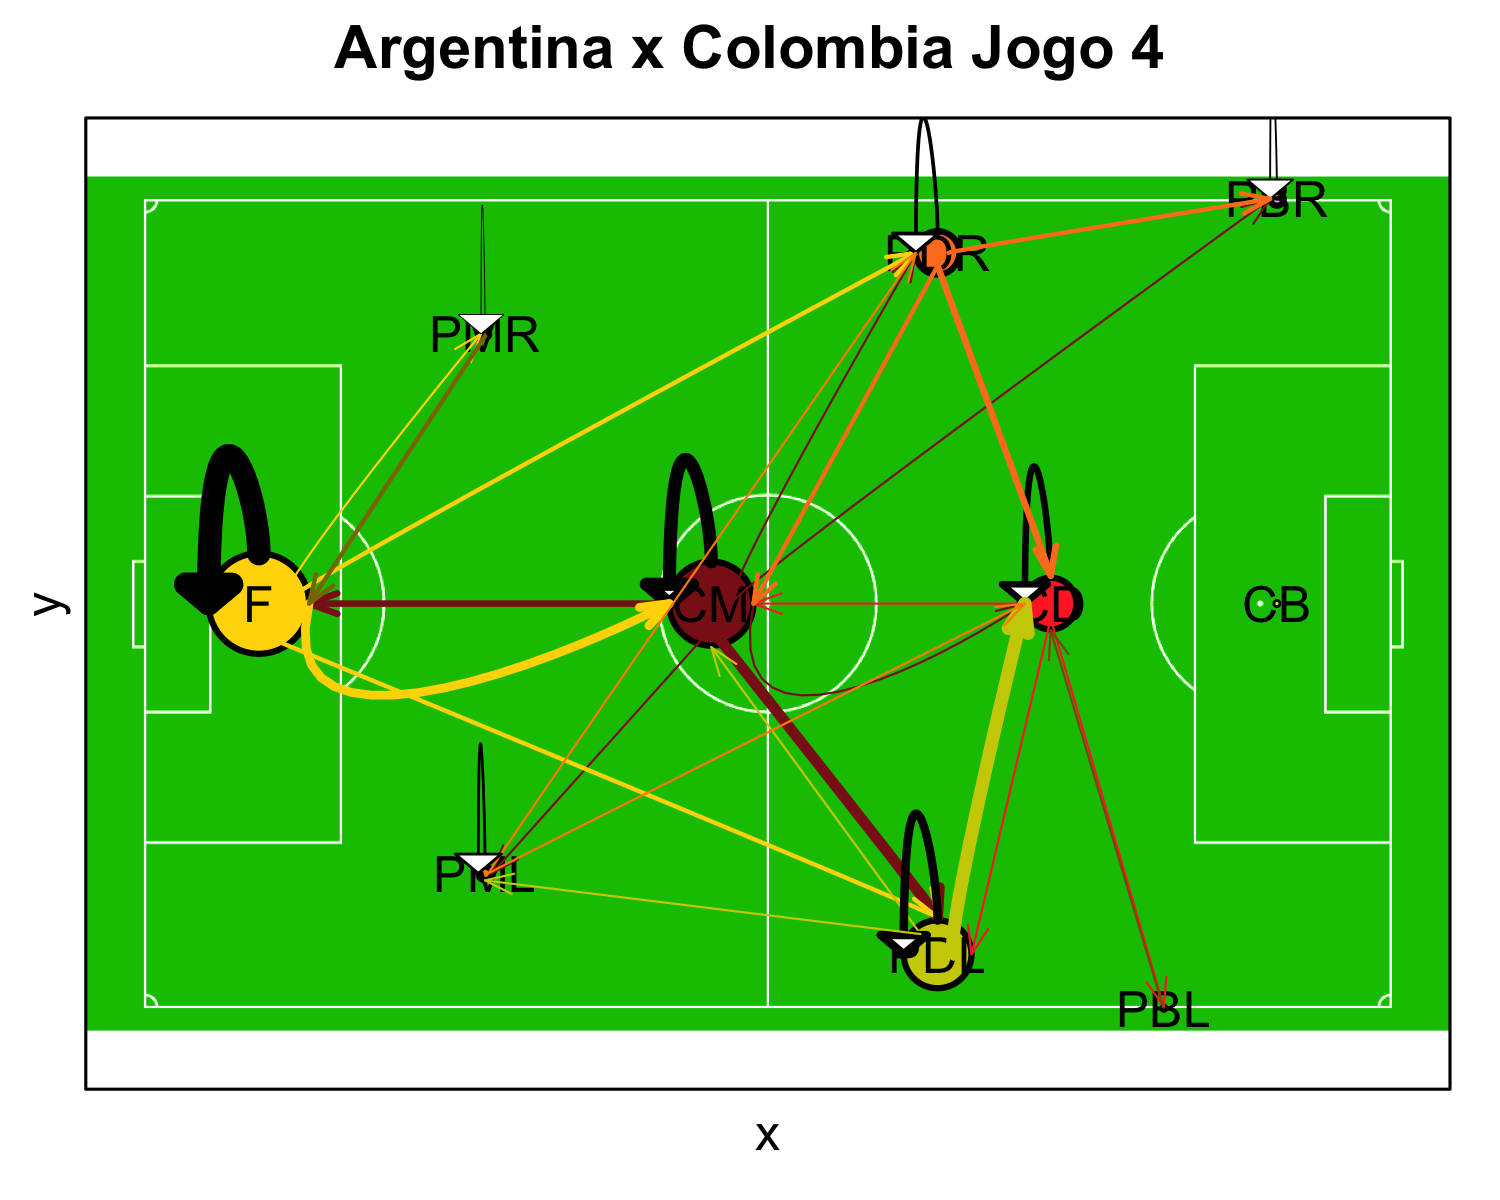 Argentina x Colombia Jogo 4
PBR
PDR
PMR
y
F
CM
CD
CB
PML
PDL
PBL
x